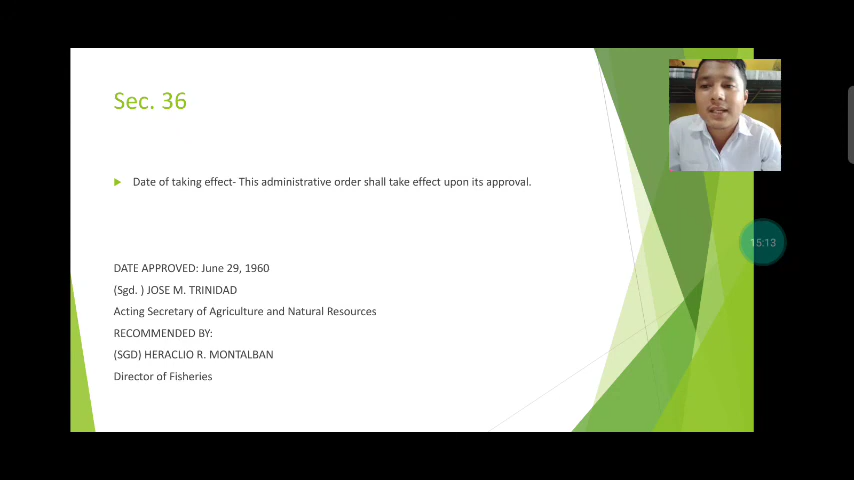 Sec. 36
Date of taking effect- This administrative order shall take effect upon its approval.
15:13
DATE APPROVED: June 29, 1960
(Sgd. ) JOSE M. TRINIDAD
Acting Secretary of Agriculture and Natural Resources
RECOMMENDED BY:
(SGD) HERACLIO R. MONTALBAN
Director of Fisheries